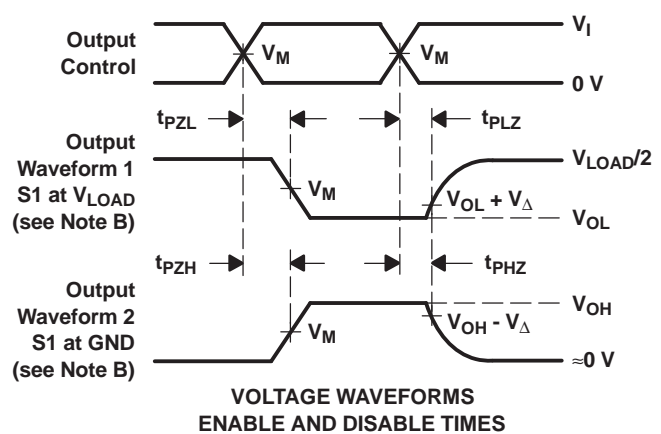 Output
Control
V_M
V_M
V_I
0 V
t_PZL
t_PLZ
Output
Waveform 1
S1 at V_LOAD
(see Note B)
V_M
V_OL + V_Δ
V_LOAD/2
V_OL
t_PZH
t_PHZ
Output
Waveform 2
S1 at GND
(see Note B)
V_M
V_OH - V_Δ
V_OH
≈0 V
VOLTAGE WAVEFORMS
ENABLE AND DISABLE TIMES